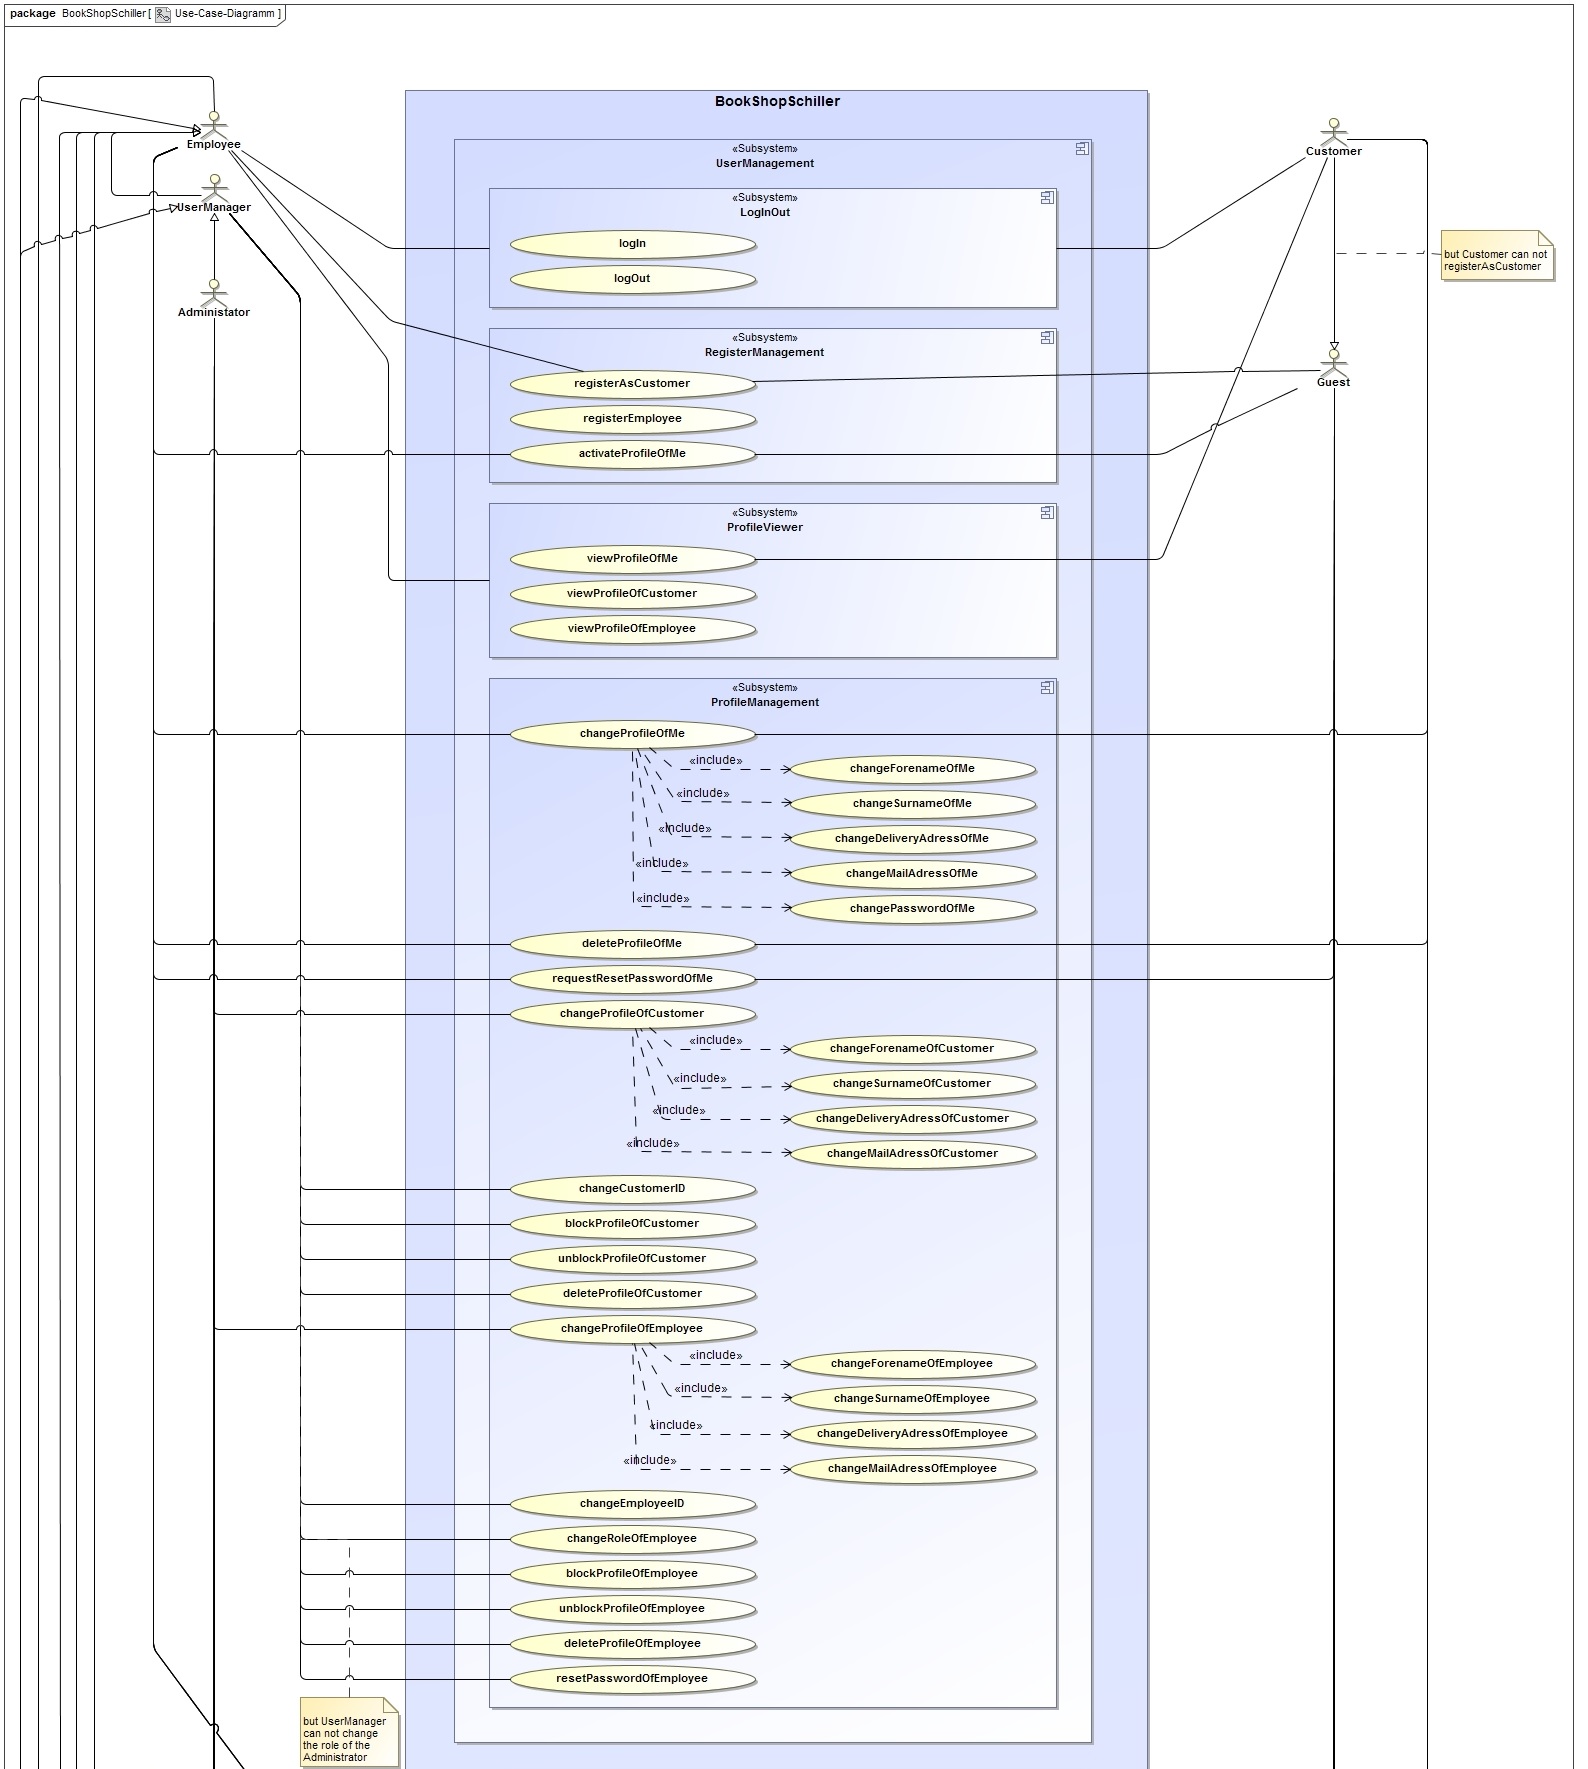 package BookShopSchiller [ Use-Case-Diagramm ]
BookShopSchiller
Employee
UserManager
Administator
Customer
Guest
but Customer can not
registerAsCustomer
«Subsystem»
UserManagement
«Subsystem»
LogInOut
logIn
logOut
«Subsystem»
RegisterManagement
registerAsCustomer
registerEmployee
activateProfileOfMe
«Subsystem»
ProfileViewer
viewProfileOfMe
viewProfileOfCustomer
viewProfileOfEmployee
«Subsystem»
ProfileManagement
changeProfileOfMe
«include»
changeForenameOfMe
«include»
changeSurnameOfMe
«include»
changeDeliveryAdressOfMe
«include»
changeMailAdressOfMe
«include»
changePasswordOfMe
deleteProfileOfMe
requestResetPasswordOfMe
changeProfileOfCustomer
«include»
changeForenameOfCustomer
«include»
changeSurnameOfCustomer
«include»
changeDeliveryAdressOfCustomer
«include»
changeMailAdressOfCustomer
changeCustomerID
blockProfileOfCustomer
unblockProfileOfCustomer
deleteProfileOfCustomer
changeProfileOfEmployee
«include»
changeForenameOfEmployee
«include»
changeSurnameOfEmployee
«include»
changeDeliveryAdressOfEmployee
«include»
changeMailAdressOfEmployee
changeEmployeeID
changeRoleOfEmployee
blockProfileOfEmployee
unblockProfileOfEmployee
deleteProfileOfEmployee
resetPasswordOfEmployee
but UserManager
can not change
the role of the
Administrator